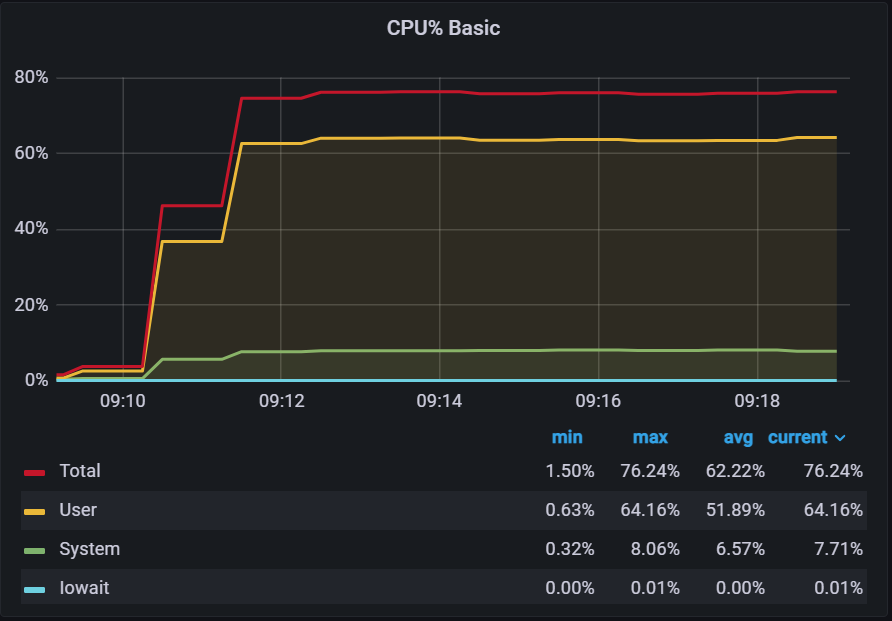 CPU% Basic
80%
60%
40%
20%
0%
09:10 09:12 09:14 09:16 09:18
min max avg current
Total 1.50% 76.24% 62.22% 76.24%
User 0.63% 64.16% 51.89% 64.16%
System 0.32% 8.06% 6.57% 7.71%
Iowait 0.00% 0.01% 0.00% 0.01%